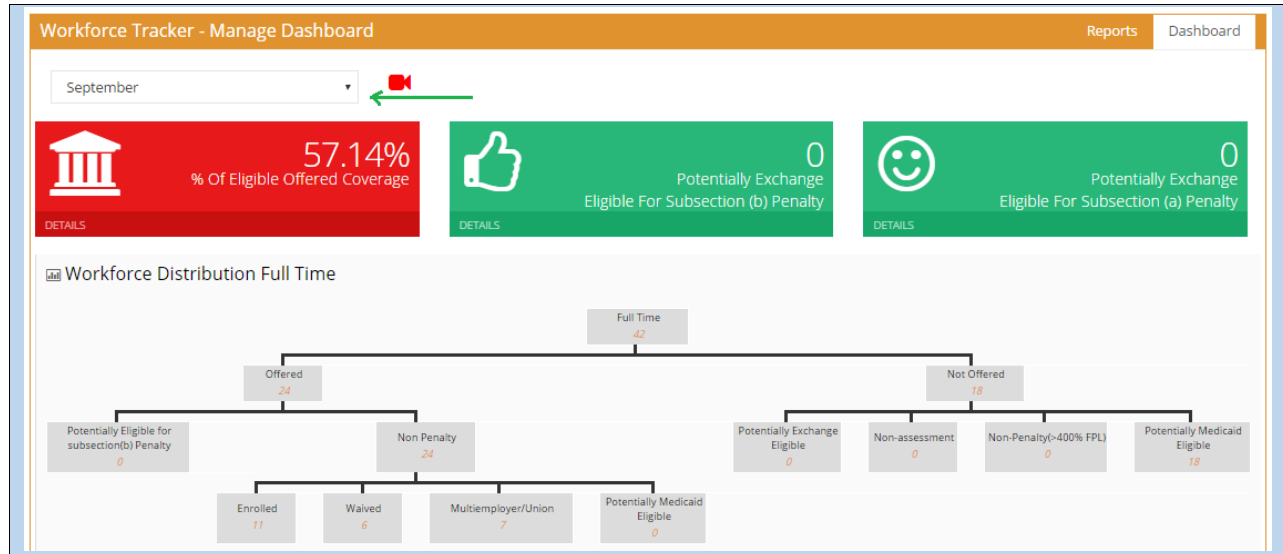 Workforce Tracker - Manage Dashboard
Reports
Dashboard
September
57.14%
% Of Eligible Offered Coverage
DETAILS
0
Potentially Exchange
Eligible For Subsection (b) Penalty
DETAILS
0
Potentially Exchange
Eligible For Subsection (a) Penalty
DETAILS
Workforce Distribution Full Time
Full Time
42
Offered
24
Not Offered
18
Potentially Eligible for
subsection(b) Penalty
0
Non Penalty
24
Potentially Exchange
Eligible
0
Non-assessment
0
Non-Penalty(>400% FPL)
0
Potentially Medicaid
Eligible
18
Enrolled
11
Waived
6
Multiemployer/Union
7
Potentially Medicaid
Eligible
0